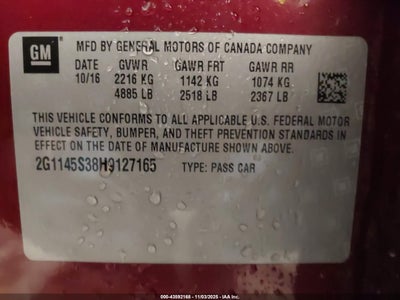 GM
MFD BY GENERAL MOTORS OF CANADA COMPANY
DATE GVWR GAWR FRT GAWR RR
10/16 2216 KG 1142 KG 1074 KG
4885 LB 2518 LB 2367 LB
THIS VEHICLE CONFORMS TO ALL APPLICABLE U.S. FEDERAL MOTOR
VEHICLE SAFETY, BUMPER, AND THEFT PREVENTION STANDARDS IN
EFFECT ON THE DATE OF MANUFACTURE SHOWN ABOVE.
2G1145S38H9127165 TYPE: PASS CAR
000-43592168 - 11/03/2025 - IAA, LLC